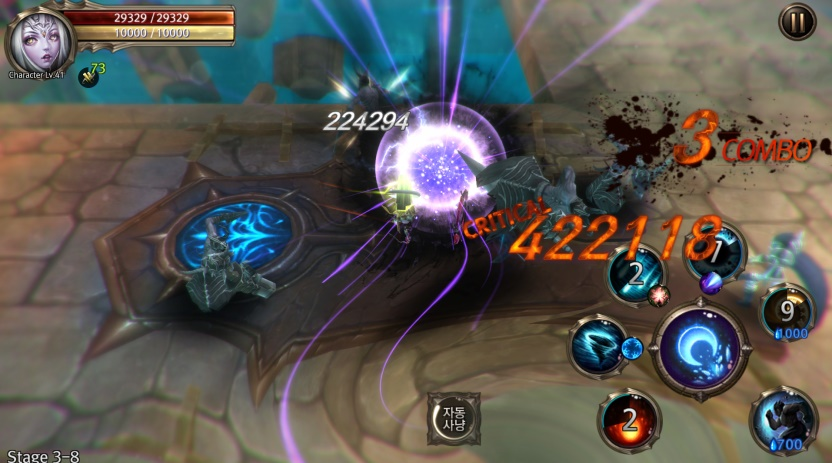 29329 / 29329
10000 / 10000
Character Lv.41
73
224294
3 COMBO
CRITICAL
422118
1
2
9
1000
2
자동
사냥
700
Stage 3-8